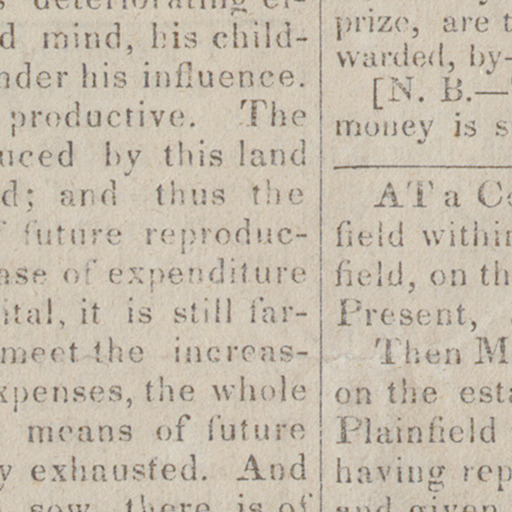 deteriorating ef-
d mind, his child-
nder his influence.
productive. The
uced by this land
d; and thus the
f future reproduc-
ase of expenditure
ital, it is still far-
meet the increas-
xpenses, the whole
means of future
y exhausted. And
sow, there is of
prize, are t
warded, by-
[N. B.—
money is s
AT a Co
field within
field, on th
Present,
Then M
on the esta
Plainfield
having rep
and given